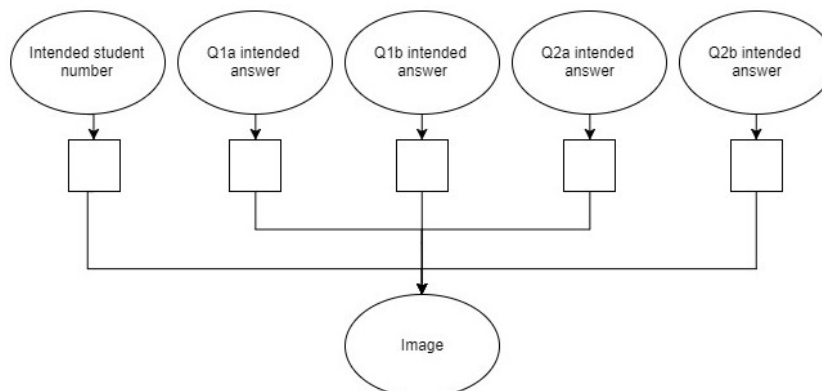 Intended student
number
Q1a intended
answer
Q1b intended
answer
Q2a intended
answer
Q2b intended
answer
Image